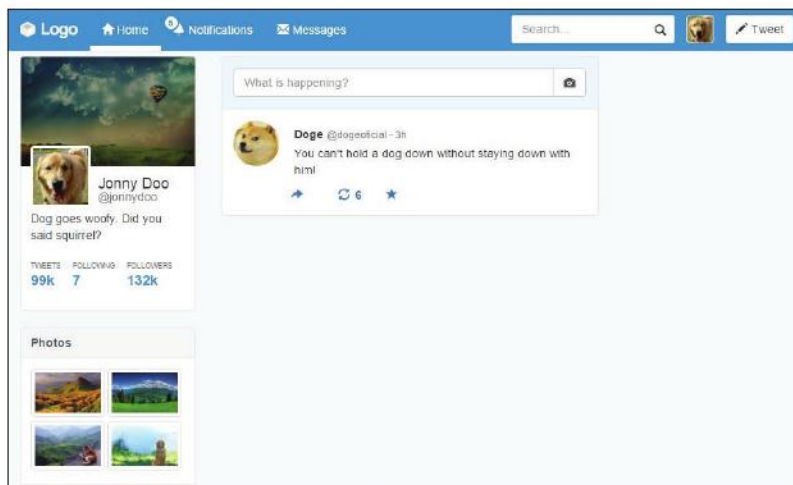 Logo
Home
5
Notifications
Messages
Search...
Tweet
What is happening?
Doge @dogeoficial - 3h
You can't hold a dog down without staying down with
him!
6
Jonny Doo
@jonnydoo
Dog goes woofy. Did you
said squirrel?
TWEETS FOLLOWING FOLLOWERS
99k 7 132k
Photos